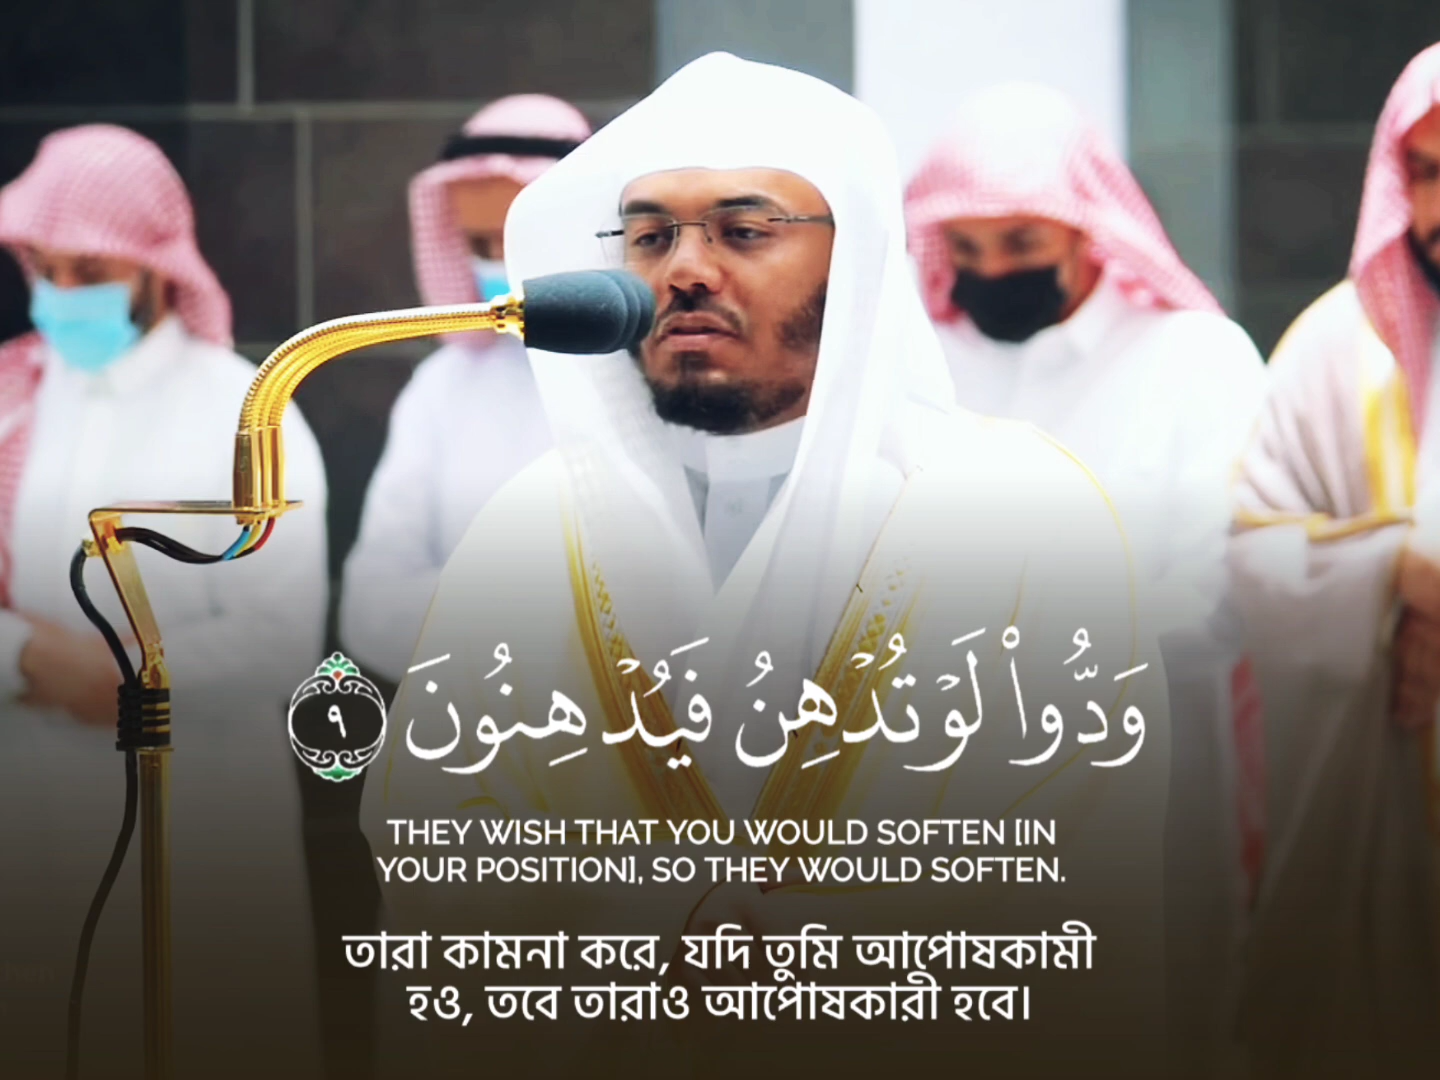 وَدُّواْ لَوۡ تُدۡهِنُ فَيُدۡهِنُونَ ٩
THEY WISH THAT YOU WOULD SOFTEN [IN
YOUR POSITION], SO THEY WOULD SOFTEN.
তারা কামনা করে, যদি তুমি আপোষকামী
হও, তবে তারাও আপোষকারী হবে।